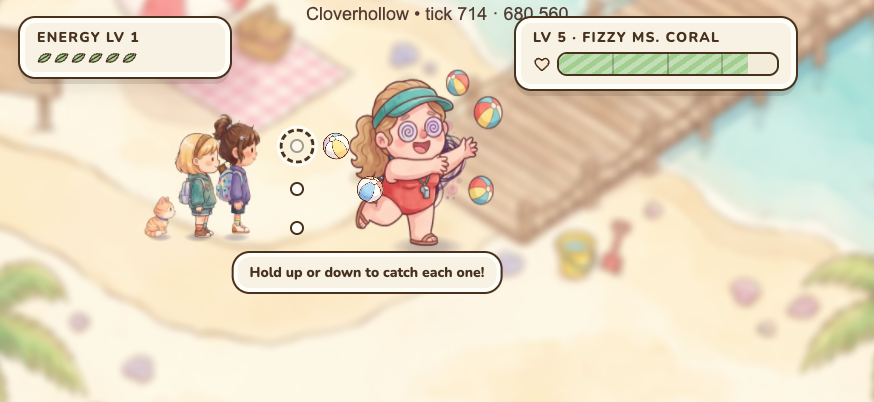 Cloverhollow • tick 714 · 680,560
ENERGY LV 1
LV 5 · FIZZY MS. CORAL
Hold up or down to catch each one!